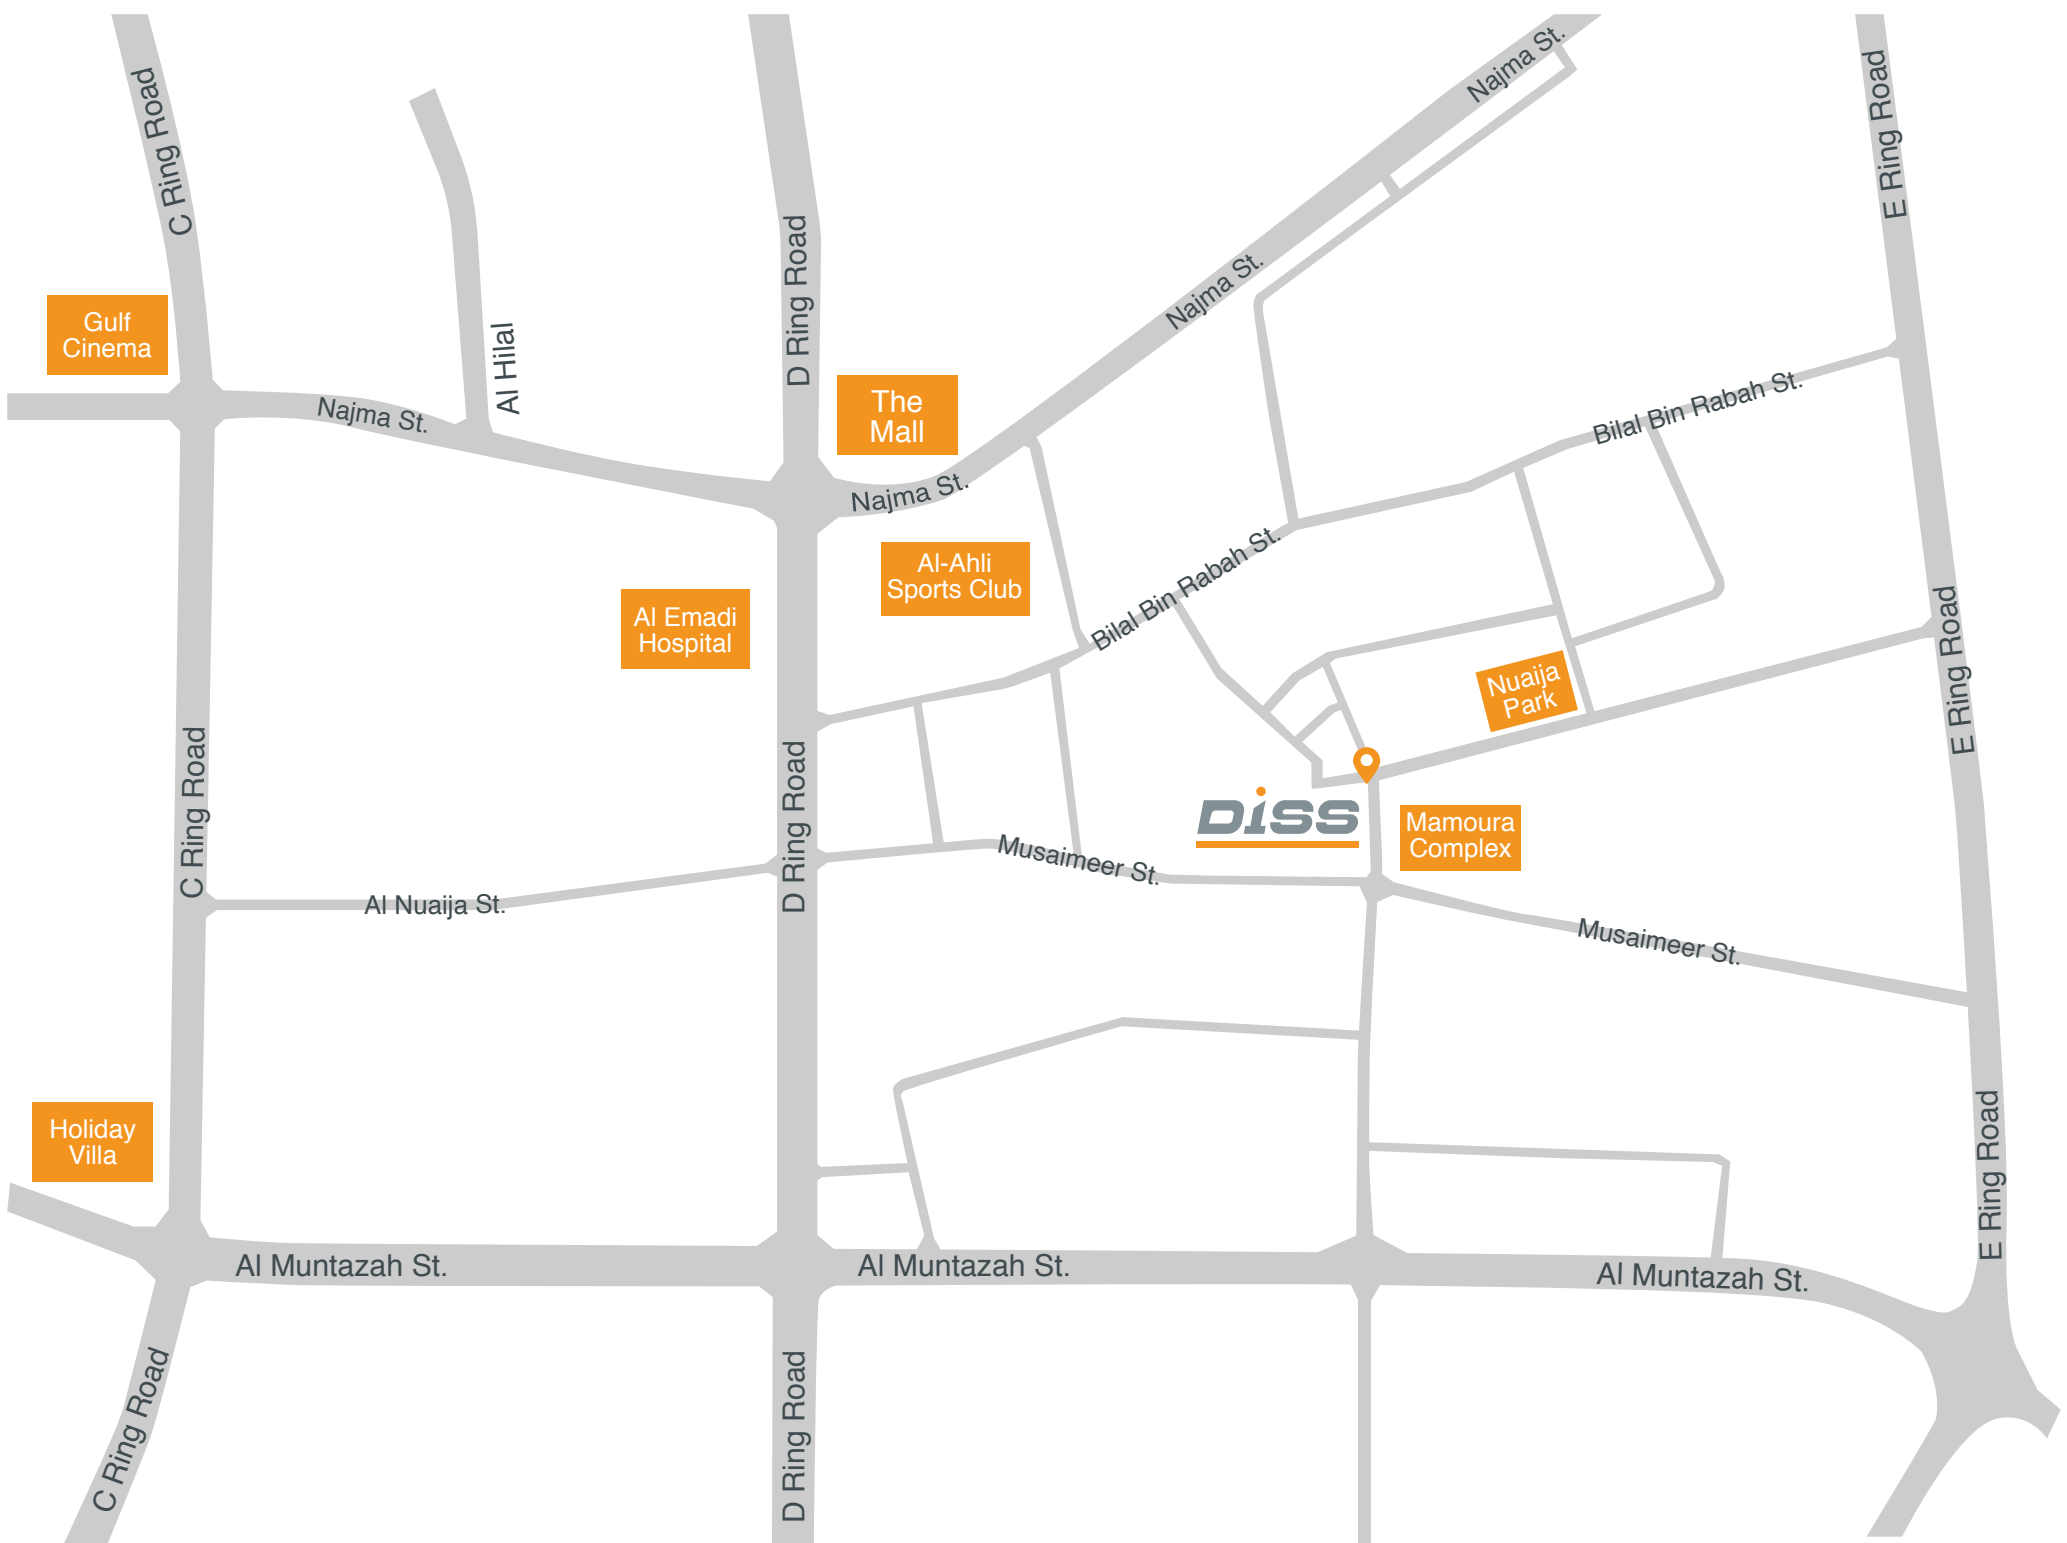 Najma St.
E Ring Road
C Ring Road
D Ring Road
Najma St.
Gulf
Cinema
Al Hilal
Najma St.
The
Mall
Bilal Bin Rabah St.
Najma St.
Al-Ahli
Sports Club
Bilal Bin Rabah St.
Al Emadi
Hospital
E Ring Road
Nuaija
Park
C Ring Road
D Ring Road
DiSS
Mamoura
Complex
Musaimeer St.
Al Nuaija St.
Musaimeer St.
Holiday
Villa
E Ring Road
Al Muntazah St.
Al Muntazah St.
Al Muntazah St.
C Ring Road
D Ring Road